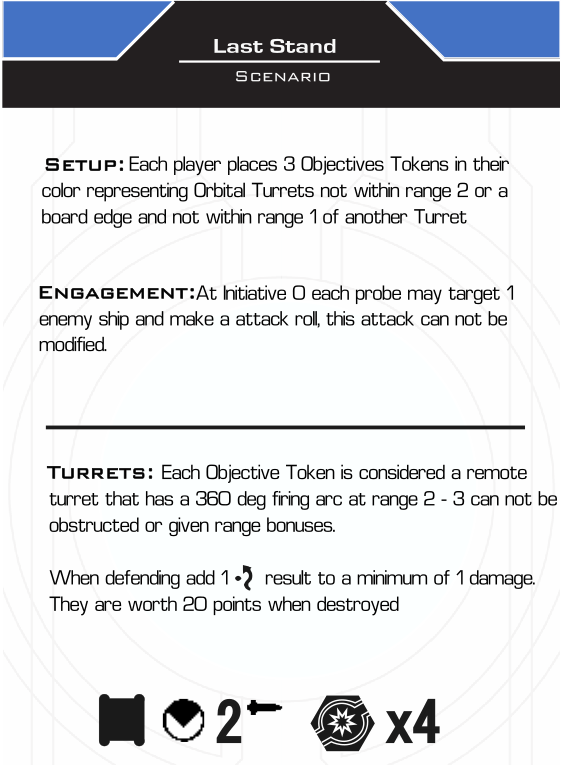 Last Stand
Scenario
Setup: Each player places 3 Objectives Tokens in their
color representing Orbital Turrets not within range 2 or a
board edge and not within range 1 of another Turret
Engagement:At Initiative 0 each probe may target 1
enemy ship and make a attack roll, this attack can not be
modified.
Turrets: Each Objective Token is considered a remote
turret that has a 360 deg firing arc at range 2 - 3 can not be
obstructed or given range bonuses.
When defending add 1 result to a minimum of 1 damage.
They are worth 20 points when destroyed
2 x4